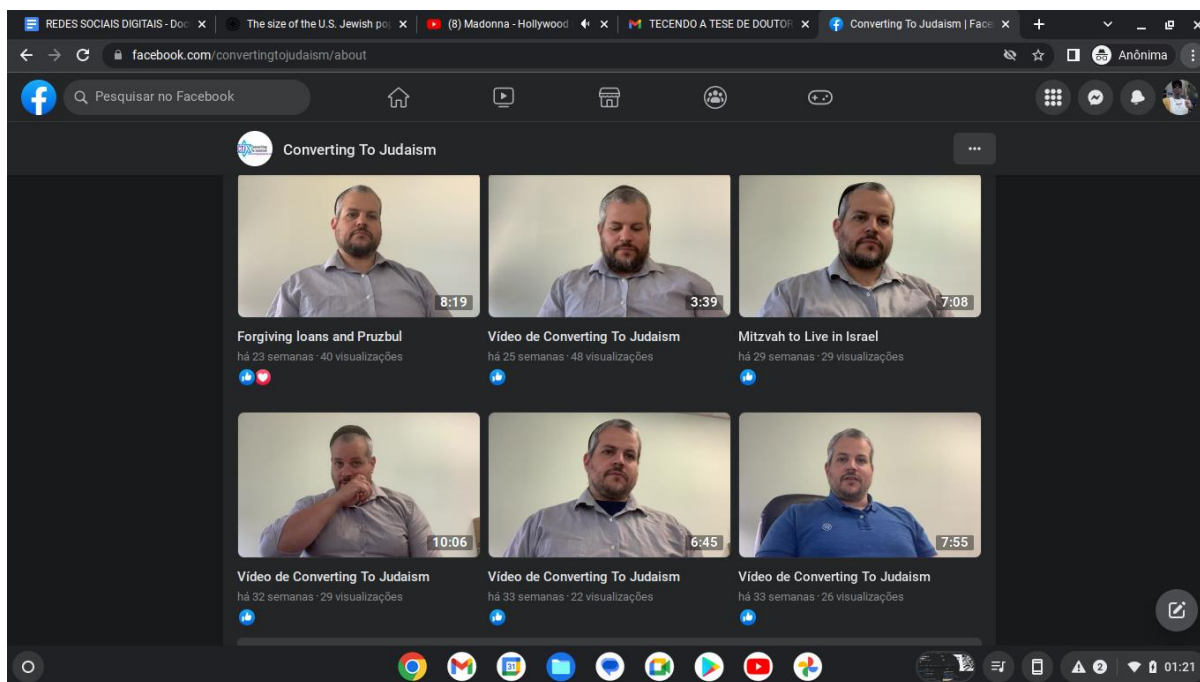 REDES SOCIAIS DIGITAIS - Doc
The size of the U.S. Jewish po
(8) Madonna - Hollywood
TECENDO A TESE DE DOUTOR
Converting To Judaism | Face
facebook.com/convertingtojudaism/about
Anônima
Pesquisar no Facebook
Converting To Judaism
8:19
3:39
7:08
Forgiving loans and Pruzbul
Vídeo de Converting To Judaism
Mitzvah to Live in Israel
há 23 semanas · 40 visualizações
há 25 semanas · 48 visualizações
há 29 semanas · 29 visualizações
10:06
6:45
7:55
Vídeo de Converting To Judaism
Vídeo de Converting To Judaism
Vídeo de Converting To Judaism
há 32 semanas · 29 visualizações
há 33 semanas · 22 visualizações
há 33 semanas · 26 visualizações
31
2
01:21